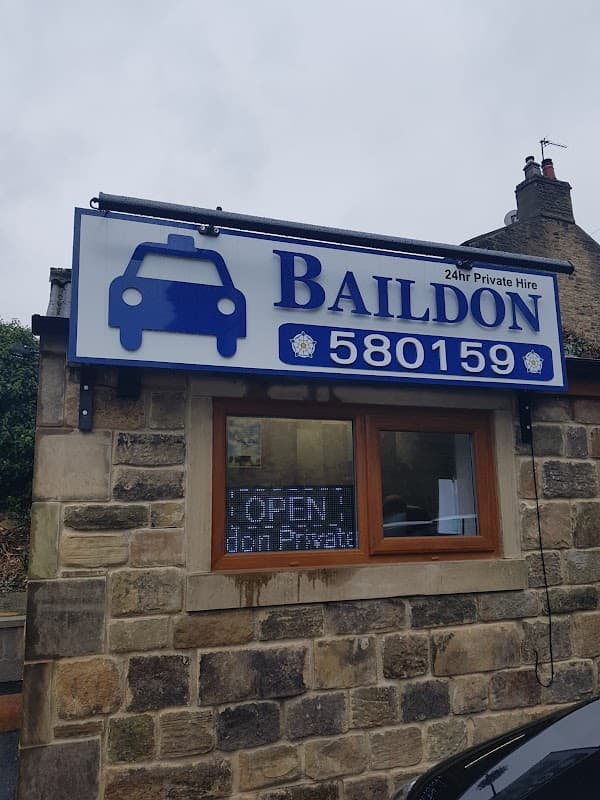 24hr Private Hire
BAILDON
580159
OPEN
don Private